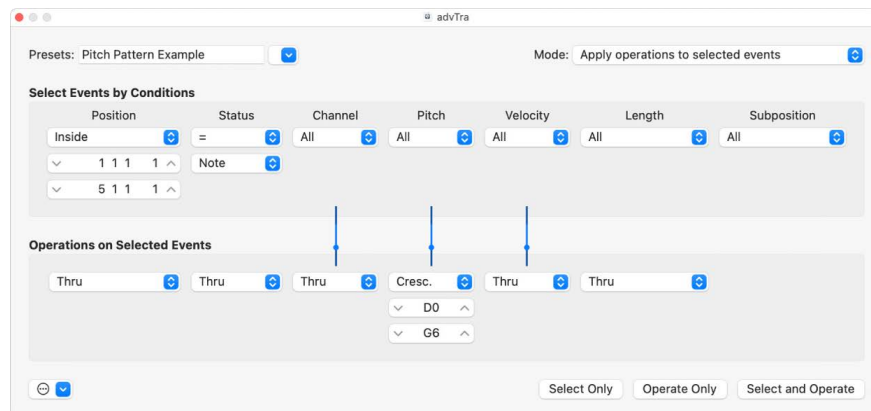 advTra
Presets: Pitch Pattern Example Mode: Apply operations to selected events
Select Events by Conditions
Position Status Channel Pitch Velocity Length Subposition
Inside = All All All All All
1 1 1 1 Note
5 1 1 1
Operations on Selected Events
Thru Thru Thru Cresc. Thru Thru
D0
G6
Select Only Operate Only Select and Operate